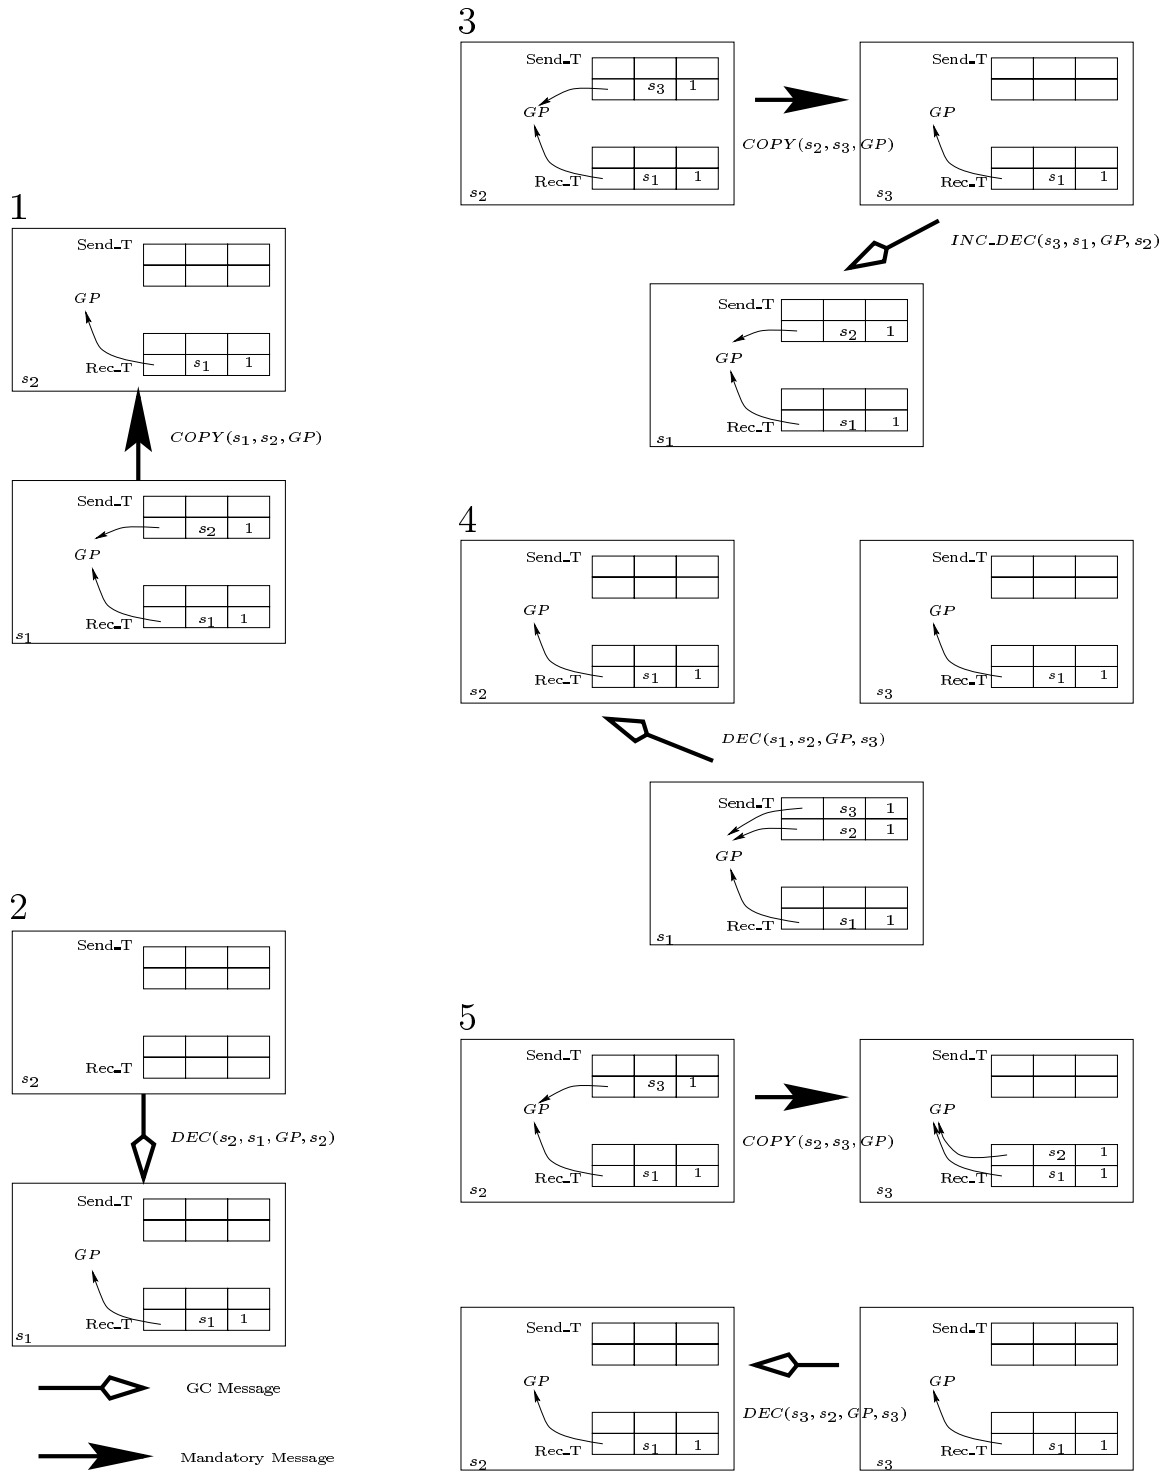 1
Send_T
GP
Rec_T s1 1
s2
COPY(s1, s2, GP)
Send_T
s2 1
GP
Rec_T s1 1
s1
2
Send_T
Rec_T
s2
DEC(s2, s1, GP, s2)
Send_T
GP
Rec_T s1 1
s1
GC Message
Mandatory Message
3
Send_T
s3 1
GP
Rec_T s1 1
s2
COPY(s2, s3, GP)
Send_T
GP
Rec_T s1 1
s3
INC_DEC(s3, s1, GP, s2)
Send_T
s2 1
GP
Rec_T s1 1
s1
4
Send_T
GP
Rec_T s1 1
s2
Send_T
GP
Rec_T s1 1
s3
DEC(s1, s2, GP, s3)
Send_T s3 1
s2 1
GP
Rec_T s1 1
s1
5
Send_T
s3 1
GP
Rec_T s1 1
s2
COPY(s2, s3, GP)
Send_T
GP
s2 1
Rec_T s1 1
s3
Send_T
GP
Rec_T s1 1
s2
DEC(s3, s2, GP, s3)
Send_T
GP
Rec_T s1 1
s3